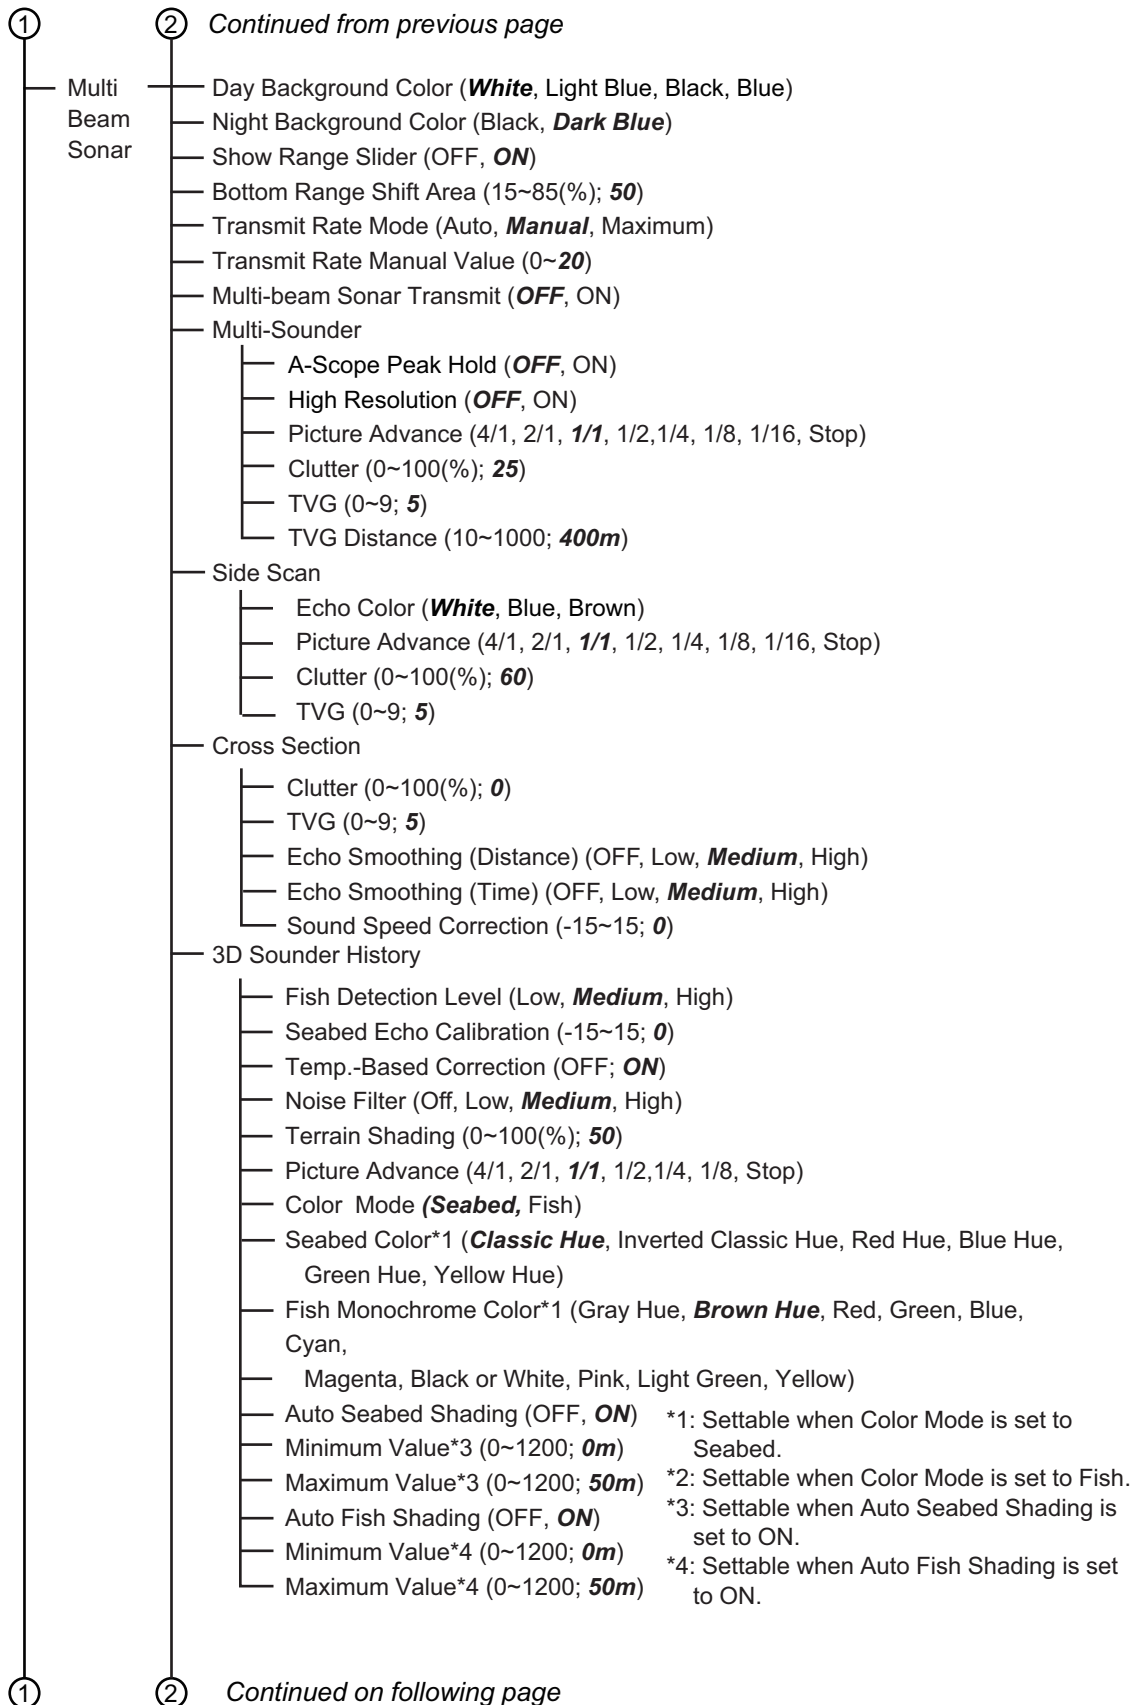 ① ② Continued from previous page
Multi Beam Sonar
Day Background Color (White, Light Blue, Black, Blue)
Night Background Color (Black, Dark Blue)
Show Range Slider (OFF, ON)
Bottom Range Shift Area (15~85(%); 50)
Transmit Rate Mode (Auto, Manual, Maximum)
Transmit Rate Manual Value (0~20)
Multi-beam Sonar Transmit (OFF, ON)
Multi-Sounder
A-Scope Peak Hold (OFF, ON)
High Resolution (OFF, ON)
Picture Advance (4/1, 2/1, 1/1, 1/2,1/4, 1/8, 1/16, Stop)
Clutter (0~100(%); 25)
TVG (0~9; 5)
TVG Distance (10~1000; 400m)
Side Scan
Echo Color (White, Blue, Brown)
Picture Advance (4/1, 2/1, 1/1, 1/2, 1/4, 1/8, 1/16, Stop)
Clutter (0~100(%); 60)
TVG (0~9; 5)
Cross Section
Clutter (0~100(%); 0)
TVG (0~9; 5)
Echo Smoothing (Distance) (OFF, Low, Medium, High)
Echo Smoothing (Time) (OFF, Low, Medium, High)
Sound Speed Correction (-15~15; 0)
3D Sounder History
Fish Detection Level (Low, Medium, High)
Seabed Echo Calibration (-15~15; 0)
Temp.-Based Correction (OFF; ON)
Noise Filter (Off, Low, Medium, High)
Terrain Shading (0~100(%); 50)
Picture Advance (4/1, 2/1, 1/1, 1/2,1/4, 1/8, Stop)
Color Mode (Seabed, Fish)
Seabed Color*1 (Classic Hue, Inverted Classic Hue, Red Hue, Blue Hue,
Green Hue, Yellow Hue)
Fish Monochrome Color*1 (Gray Hue, Brown Hue, Red, Green, Blue,
Cyan,
Magenta, Black or White, Pink, Light Green, Yellow)
Auto Seabed Shading (OFF, ON)
Minimum Value*3 (0~1200; 0m)
Maximum Value*3 (0~1200; 50m)
Auto Fish Shading (OFF, ON)
Minimum Value*4 (0~1200; 0m)
Maximum Value*4 (0~1200; 50m)
*1: Settable when Color Mode is set to
Seabed.
*2: Settable when Color Mode is set to Fish.
*3: Settable when Auto Seabed Shading is
set to ON.
*4: Settable when Auto Fish Shading is set
to ON.
① ② Continued on following page